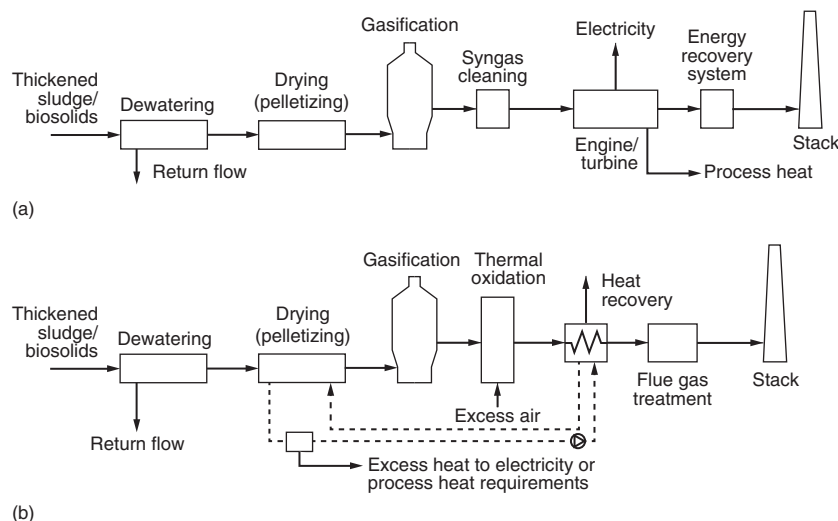 Thickened
sludge/
biosolids
Dewatering
Return flow
Drying
(pelletizing)
Gasification
Syngas
cleaning
Electricity
Engine/
turbine
Process heat
Energy
recovery
system
Stack
(a)
Thickened
sludge/
biosolids
Dewatering
Return flow
Drying
(pelletizing)
Gasification
Thermal
oxidation
Excess air
Heat
recovery
Flue gas
treatment
Stack
Excess heat to electricity or
process heat requirements
(b)